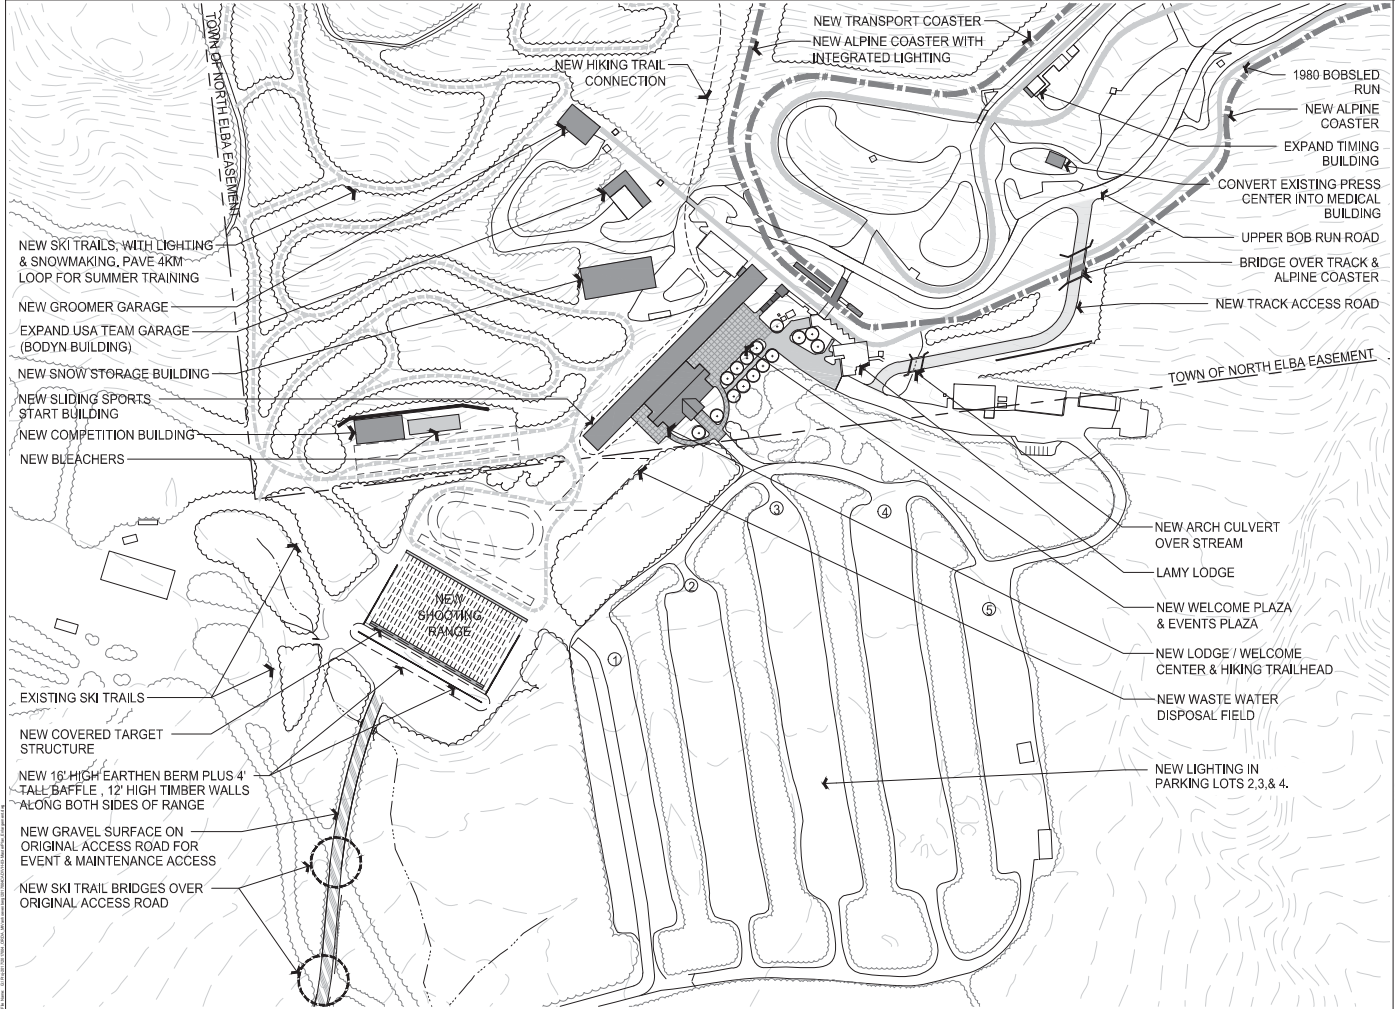 NEW TRANSPORT COASTER
NEW ALPINE COASTER WITH
INTEGRATED LIGHTING
NEW HIKING TRAIL
CONNECTION
TOWN OF NORTH ELBA EASEMENT
1980 BOBSLED
RUN
NEW ALPINE
COASTER
EXPAND TIMING
BUILDING
CONVERT EXISTING PRESS
CENTER INTO MEDICAL
BUILDING
UPPER BOB RUN ROAD
BRIDGE OVER TRACK &
ALPINE COASTER
NEW TRACK ACCESS ROAD
TOWN OF NORTH ELBA EASEMENT
NEW SKI TRAILS, WITH LIGHTING
& SNOWMAKING, PAVE 4KM
LOOP FOR SUMMER TRAINING
NEW GROOMER GARAGE
EXPAND USA TEAM GARAGE
(BODYN BUILDING)
NEW SNOW STORAGE BUILDING
NEW SLIDING SPORTS
START BUILDING
NEW COMPETITION BUILDING
NEW BLEACHERS
NEW
SHOOTING
RANGE
1
2
3
4
5
EXISTING SKI TRAILS
NEW COVERED TARGET
STRUCTURE
NEW 16' HIGH EARTHEN BERM PLUS 4'
TALL BAFFLE , 12' HIGH TIMBER WALLS
ALONG BOTH SIDES OF RANGE
NEW GRAVEL SURFACE ON
ORIGINAL ACCESS ROAD FOR
EVENT & MAINTENANCE ACCESS
NEW SKI TRAIL BRIDGES OVER
ORIGINAL ACCESS ROAD
NEW ARCH CULVERT
OVER STREAM
LAMY LODGE
NEW WELCOME PLAZA
& EVENTS PLAZA
NEW LODGE / WELCOME
CENTER & HIKING TRAILHEAD
NEW WASTE WATER
DISPOSAL FIELD
NEW LIGHTING IN
PARKING LOTS 2,3,& 4.